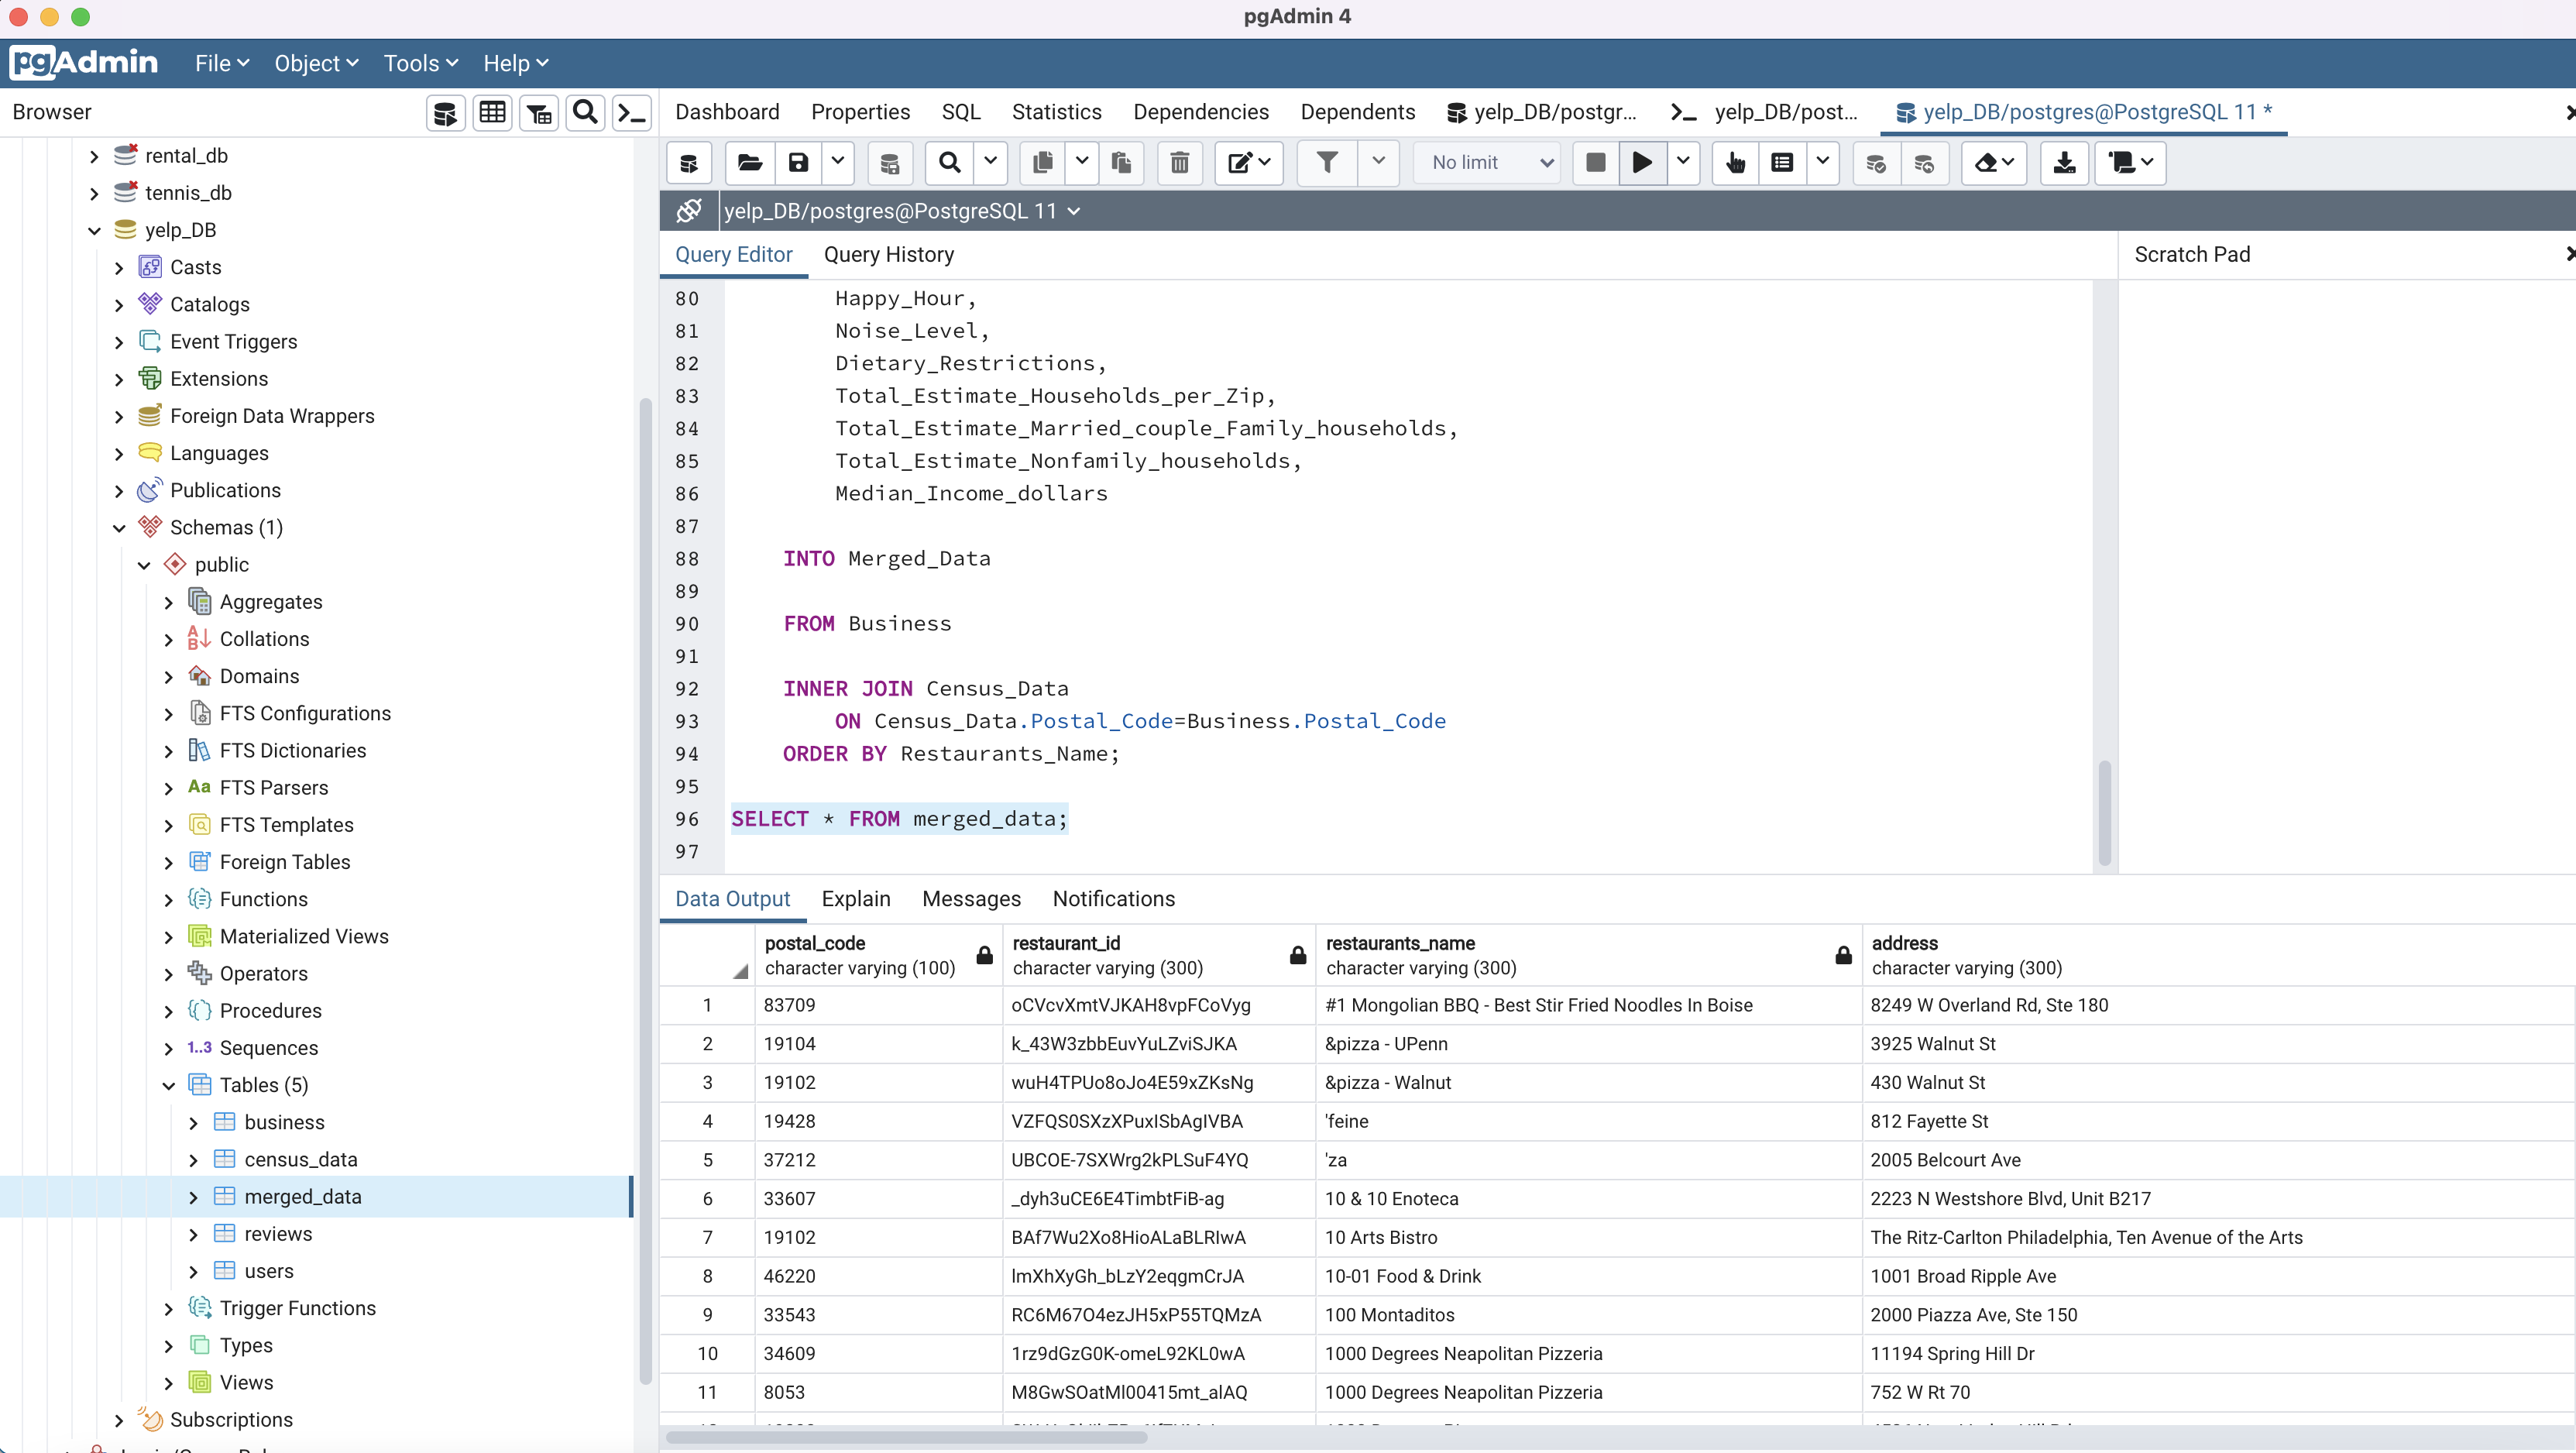 pgAdmin 4
pgAdmin File Object Tools Help
Browser
Dashboard Properties SQL Statistics Dependencies Dependents yelp_DB/postgr... yelp_DB/post... yelp_DB/postgres@PostgreSQL 11 *
No limit
yelp_DB/postgres@PostgreSQL 11
Query Editor Query History
Scratch Pad
rental_db
tennis_db
yelp_DB
Casts
Catalogs
Event Triggers
Extensions
Foreign Data Wrappers
Languages
Publications
Schemas (1)
public
Aggregates
Collations
Domains
FTS Configurations
FTS Dictionaries
Aa FTS Parsers
FTS Templates
Foreign Tables
Functions
Materialized Views
Operators
Procedures
1..3 Sequences
Tables (5)
business
census_data
merged_data
reviews
users
Trigger Functions
Types
Views
Subscriptions
80 Happy_Hour,
81 Noise_Level,
82 Dietary_Restrictions,
83 Total_Estimate_Households_per_Zip,
84 Total_Estimate_Married_couple_Family_households,
85 Total_Estimate_Nonfamily_households,
86 Median_Income_dollars
87
88 INTO Merged_Data
89
90 FROM Business
91
92 INNER JOIN Census_Data
93 ON Census_Data.Postal_Code=Business.Postal_Code
94 ORDER BY Restaurants_Name;
95
96 SELECT * FROM merged_data;
97
Data Output Explain Messages Notifications
postal_code restaurant_id restaurants_name address
character varying (100) character varying (300) character varying (300) character varying (300)
1 83709 oCVcvXmtVJKAH8vpFCoVyg #1 Mongolian BBQ - Best Stir Fried Noodles In Boise 8249 W Overland Rd, Ste 180
2 19104 k_43W3zbbEuvYuLZviSJKA &pizza - UPenn 3925 Walnut St
3 19102 wuH4TPUo8oJo4E59xZKsNg &pizza - Walnut 430 Walnut St
4 19428 VZFQS0SXzXPuxISbAgIVBA 'feine 812 Fayette St
5 37212 UBCOE-7SXWrg2kPLSuF4YQ 'za 2005 Belcourt Ave
6 33607 _dyh3uCE6E4TimbtFiB-ag 10 & 10 Enoteca 2223 N Westshore Blvd, Unit B217
7 19102 BAf7Wu2Xo8HioALaBLRIwA 10 Arts Bistro The Ritz-Carlton Philadelphia, Ten Avenue of the Arts
8 46220 lmXhXyGh_bLzY2eqgmCrJA 10-01 Food & Drink 1001 Broad Ripple Ave
9 33543 RC6M67O4ezJH5xP55TQMzA 100 Montaditos 2000 Piazza Ave, Ste 150
10 34609 1rz9dGzG0K-omeL92KL0wA 1000 Degrees Neapolitan Pizzeria 11194 Spring Hill Dr
11 8053 M8GwSOatMl00415mt_alAQ 1000 Degrees Neapolitan Pizzeria 752 W Rt 70